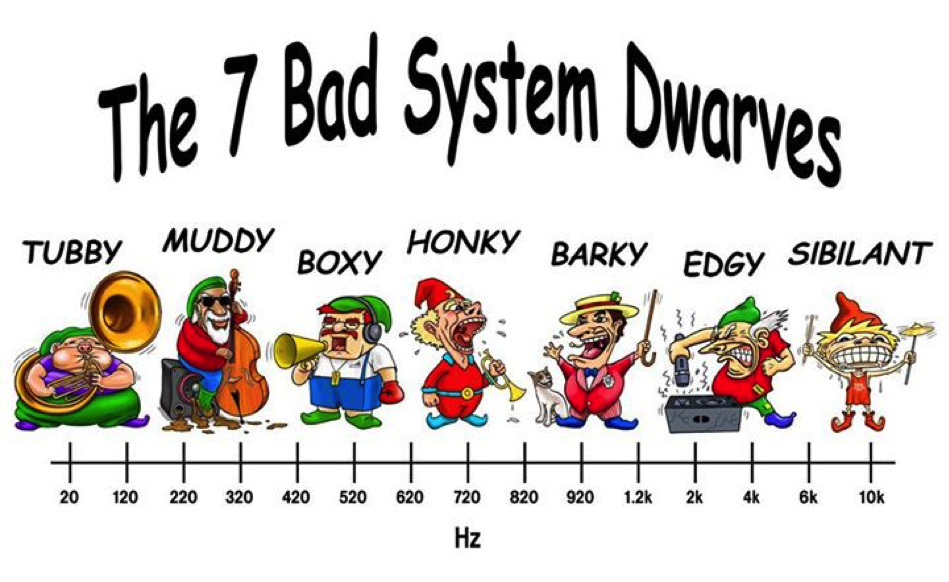 The 7 Bad System Dwarves
TUBBY MUDDY BOXY HONKY BARKY EDGY SIBILANT
20 120 220 320 420 520 620 720 820 920 1.2k 2k 4k 6k 10k
Hz